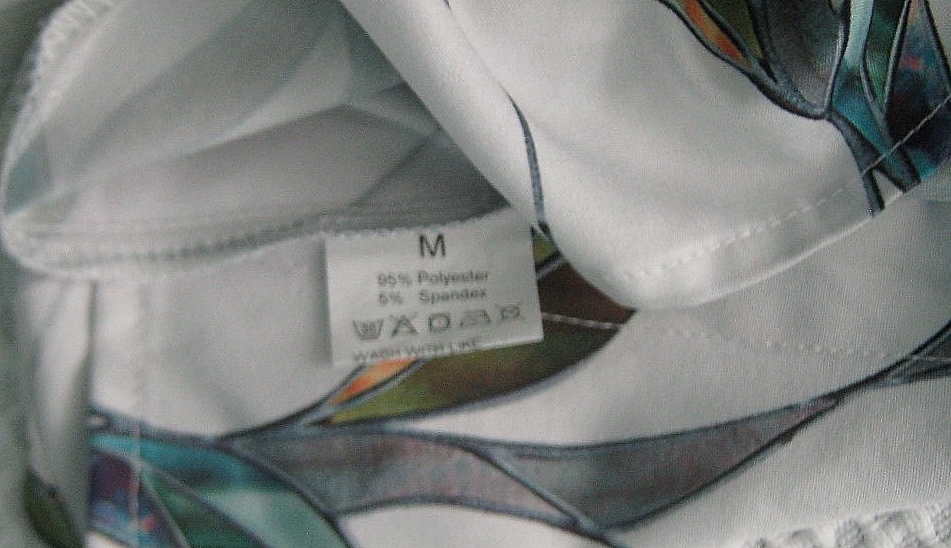 M
95% Polyester
5% Spandex
WASH WITH LIKE